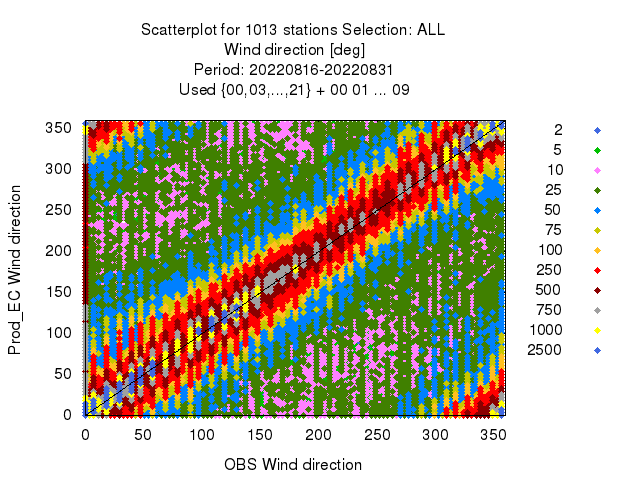 Scatterplot for 1013 stations Selection: ALL
Wind direction [deg]
Period: 20220816-20220831
Used {00,03,...,21} + 00 01 ... 09
Prod_EC Wind direction
350
300
250
200
150
100
50
0
0 50 100 150 200 250 300 350
OBS Wind direction
2
5
10
25
50
75
100
250
500
750
1000
2500